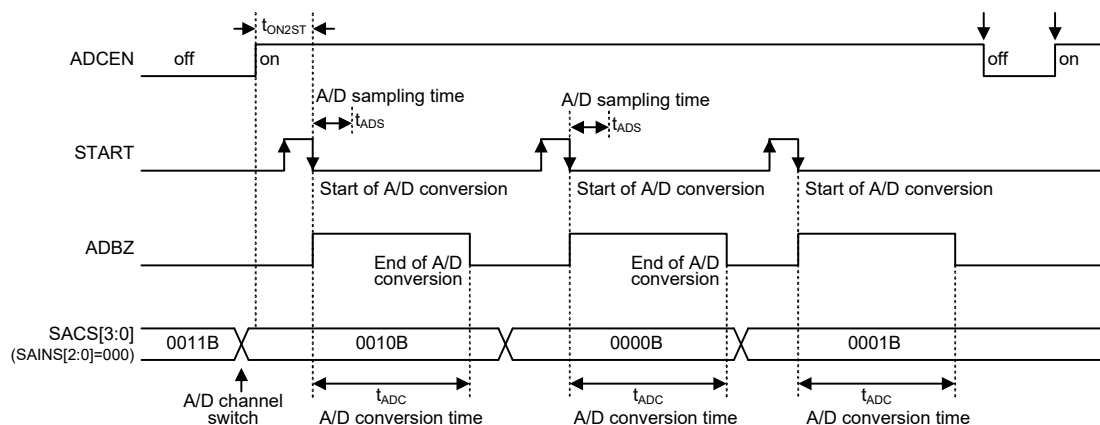 tON2ST
ADCEN
off
on
off
on
A/D sampling time
A/D sampling time
tADS
tADS
START
Start of A/D conversion
Start of A/D conversion
Start of A/D conversion
ADBZ
End of A/D
conversion
End of A/D
conversion
SACS[3:0]
(SAINS[2:0]=000)
0011B
0010B
0000B
0001B
A/D channel
switch
tADC
A/D conversion time
tADC
A/D conversion time
tADC
A/D conversion time